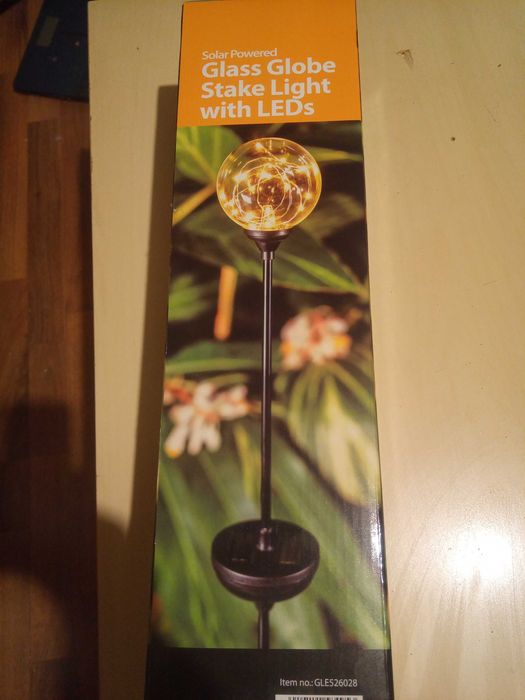 Solar Powered
Glass Globe
Stake Light
with LEDs
Item no.: GLES26028